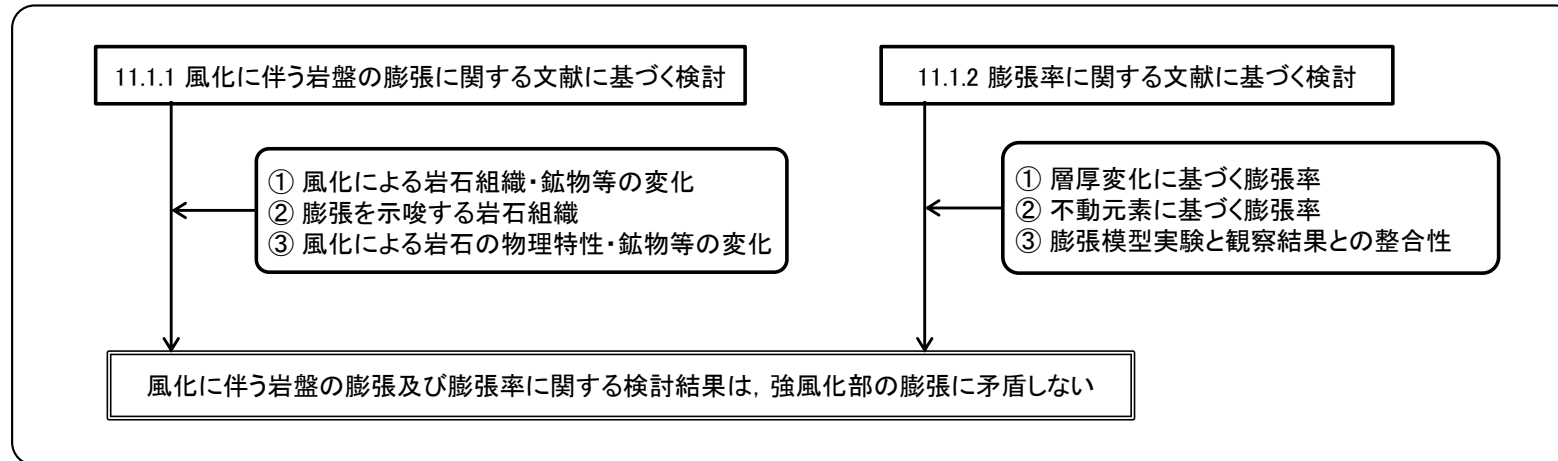 11.1.1 風化に伴う岩盤の膨張に関する文献に基づく検討
① 風化による岩石組織・鉱物等の変化
② 膨張を示唆する岩石組織
③ 風化による岩石の物理特性・鉱物等の変化
11.1.2 膨張率に関する文献に基づく検討
① 層厚変化に基づく膨張率
② 不動元素に基づく膨張率
③ 膨張模型実験と観察結果との整合性
風化に伴う岩盤の膨張及び膨張率に関する検討結果は，強風化部の膨張に矛盾しない